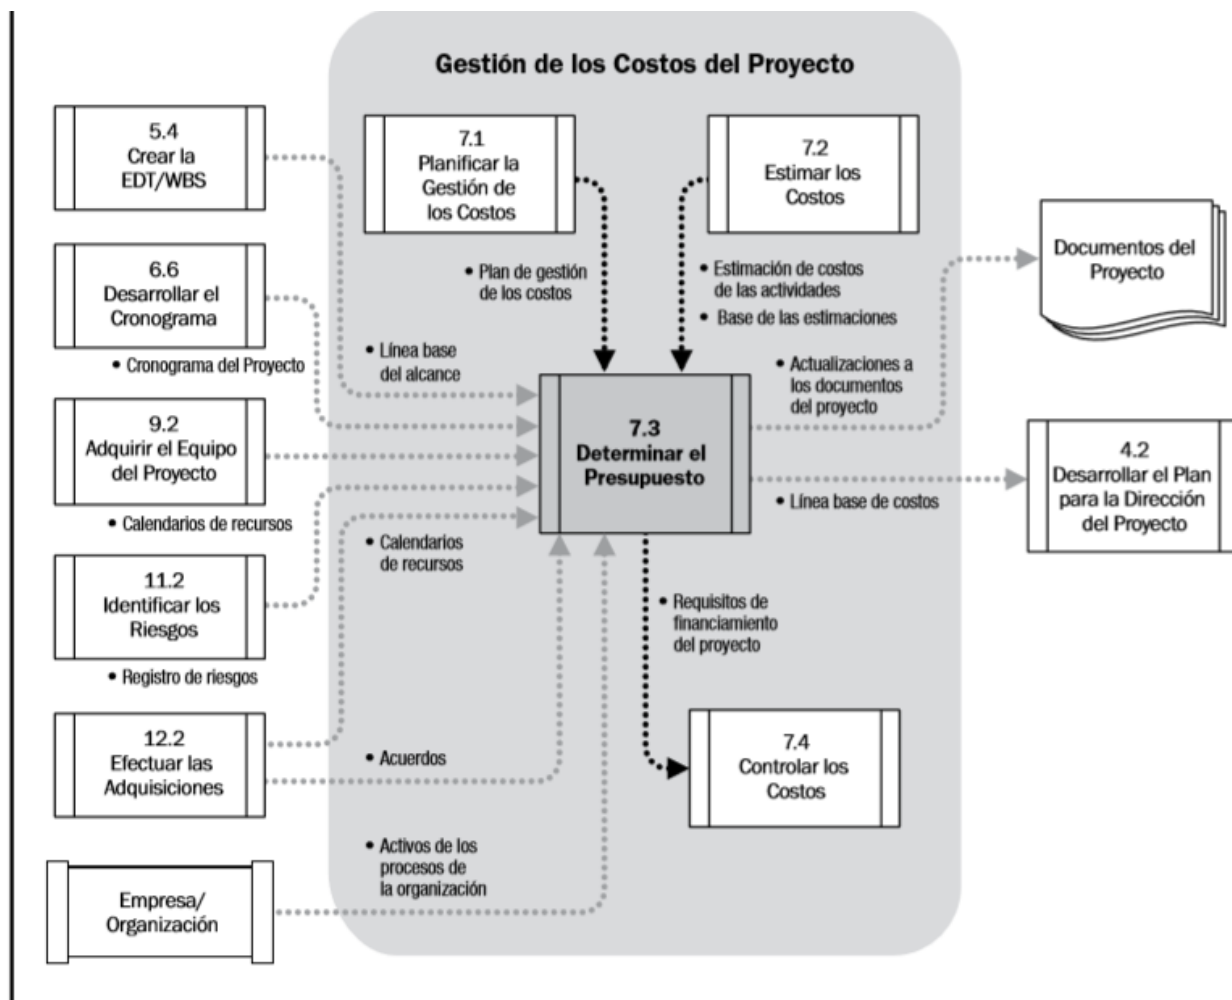 Gestión de los Costos del Proyecto
5.4
Crear la
EDT/WBS
7.1
Planificar la
Gestión de
los Costos
7.2
Estimar los
Costos
Documentos del
Proyecto
6.6
Desarrollar el
Cronograma
• Cronograma del Proyecto
• Plan de gestión
de los costos
• Estimación de costos
de las actividades
• Base de las estimaciones
• Línea base
del alcance
• Actualizaciones a
los documentos
del proyecto
9.2
Adquirir el Equipo
del Proyecto
• Calendarios de recursos
7.3
Determinar el
Presupuesto
4.2
Desarrollar el Plan
para la Dirección
del Proyecto
• Línea base de costos
• Calendarios
de recursos
11.2
Identificar los
Riesgos
• Registro de riesgos
• Requisitos de
financiamiento
del proyecto
12.2
Efectuar las
Adquisiciones
• Acuerdos
7.4
Controlar los
Costos
• Activos de los
procesos de
la organización
Empresa/
Organización